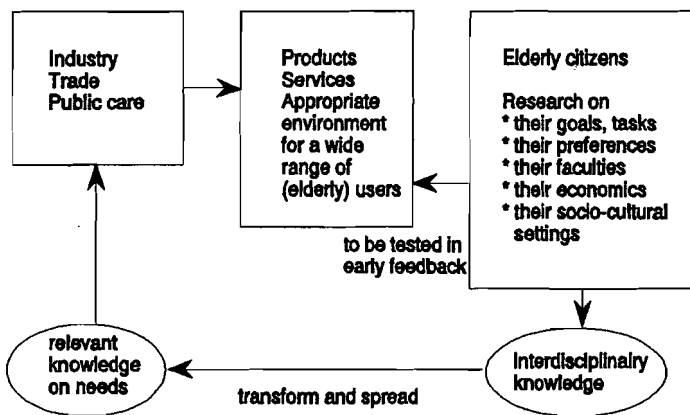 Industry
Trade
Public care
Products
Services
Appropriate
environment
for a wide
range of
(elderly) users
Elderly citizens
Research on
* their goals, tasks
* their preferences
* their faculties
* their economics
* their socio-cultural
settings
to be tested in
early feedback
relevant
knowledge
on needs
transform and spread
Interdisciplinairy
knowledge